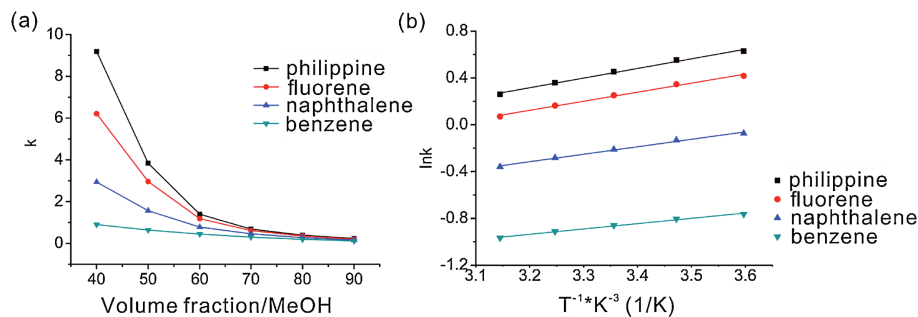 (a)
10
8
6
4
2
0
k
40 50 60 70 80 90
Volume fraction/MeOH
philippine
fluorene
naphthalene
benzene
(b)
0.8
0.4
0.0
-0.4
-0.8
-1.2
lnk
3.1 3.2 3.3 3.4 3.5 3.6
T⁻¹*K⁻³ (1/K)
philippine
fluorene
naphthalene
benzene